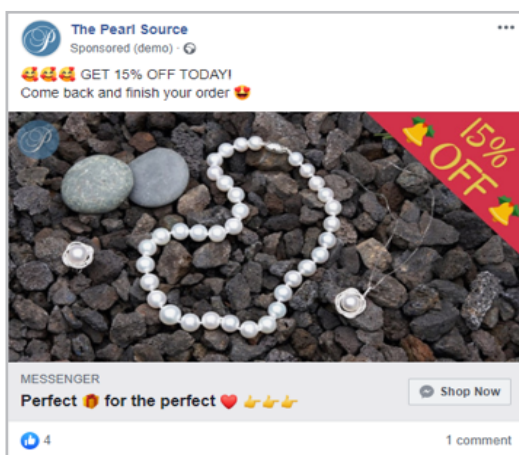 The Pearl Source
Sponsored (demo) ·
🥰🥰🥰 GET 15% OFF TODAY!
Come back and finish your order 🤩
P
15%
OFF
MESSENGER
Perfect 🎁 for the perfect ❤️ 👉👉👉
Shop Now
4
1 comment